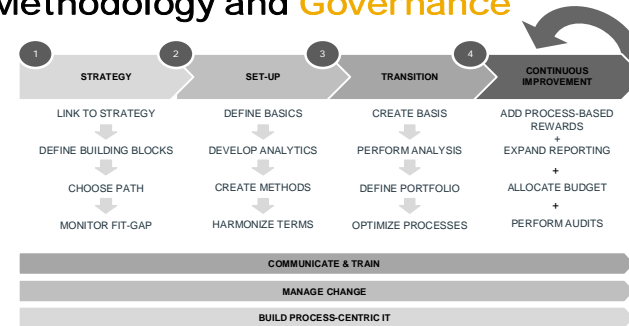 Methodology and Governance
1
2
3
4
STRATEGY
SET-UP
TRANSITION
CONTINUOUS
IMPROVEMENT
LINK TO STRATEGY
DEFINE BUILDING BLOCKS
CHOOSE PATH
MONITOR FIT-GAP
DEFINE BASICS
DEVELOP ANALYTICS
CREATE METHODS
HARMONIZE TERMS
CREATE BASIS
PERFORM ANALYSIS
DEFINE PORTFOLIO
OPTIMIZE PROCESSES
ADD PROCESS-BASED
REWARDS
+
EXPAND REPORTING
+
ALLOCATE BUDGET
+
PERFORM AUDITS
COMMUNICATE & TRAIN
MANAGE CHANGE
BUILD PROCESS-CENTRIC IT